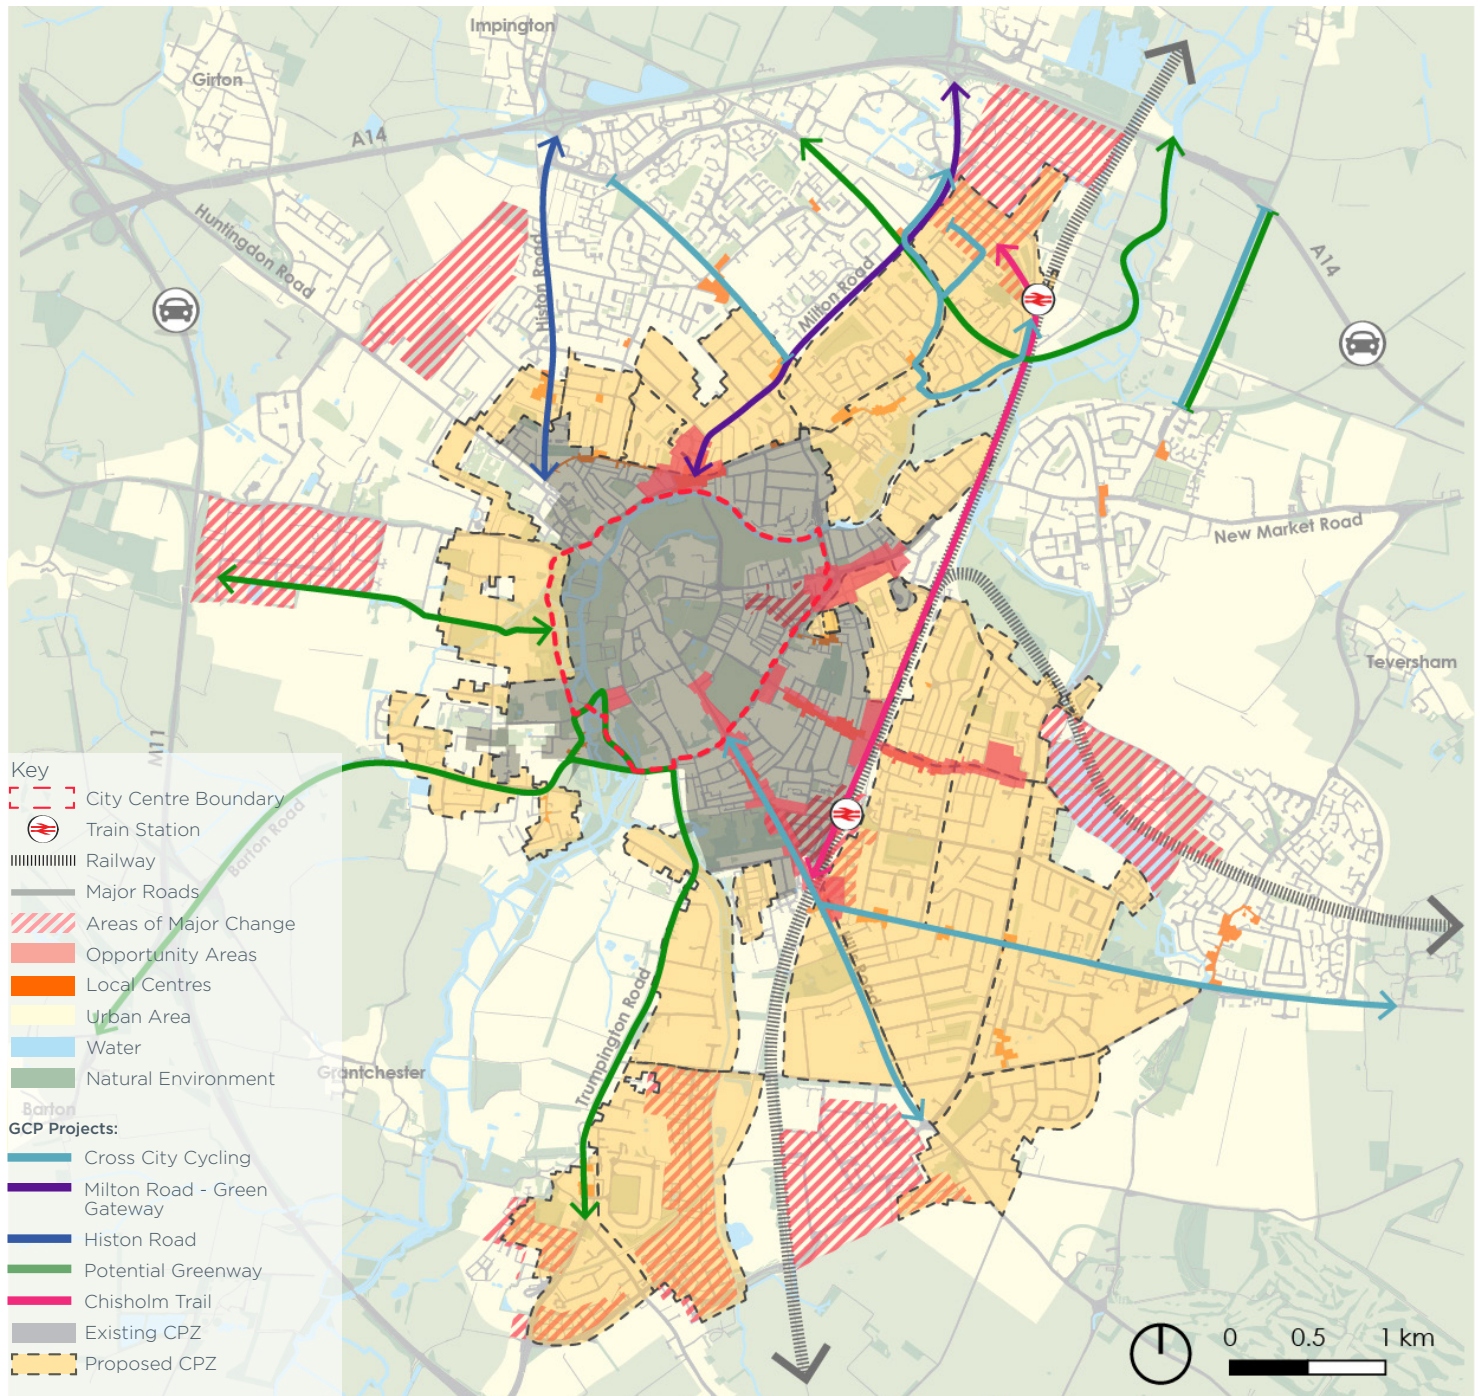 Impington
Girton
A14
Huntingdon Road
Histon Road
Milton Road
A14
New Market Road
Teversham
M11
Barton Road
Trumpington Road
Road
Grantchester
Barton
Key
City Centre Boundary
Train Station
Railway
Major Roads
Areas of Major Change
Opportunity Areas
Local Centres
Urban Area
Water
Natural Environment
GCP Projects:
Cross City Cycling
Milton Road - Green
Gateway
Histon Road
Potential Greenway
Chisholm Trail
Existing CPZ
Proposed CPZ
0 0.5 1 km